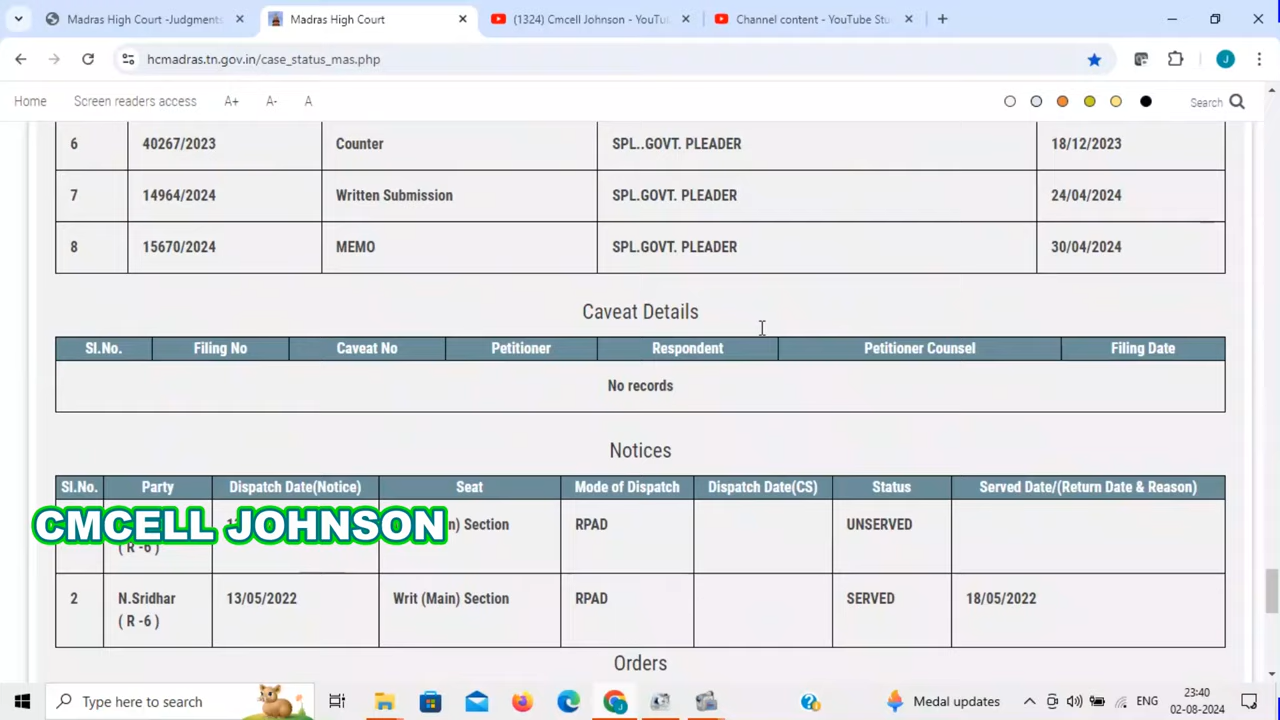 Madras High Court -Judgments
Madras High Court
(1324) Cmcell Johnson - YouTu
Channel content - YouTube Stu
hcmadras.tn.gov.in/case_status_mas.php
J
Home Screen readers access A+ A- A Search
6 40267/2023 Counter SPL..GOVT. PLEADER 18/12/2023
7 14964/2024 Written Submission SPL.GOVT. PLEADER 24/04/2024
8 15670/2024 MEMO SPL.GOVT. PLEADER 30/04/2024
Caveat Details
Sl.No. Filing No Caveat No Petitioner Respondent Petitioner Counsel Filing Date
No records
Notices
Sl.No. Party Dispatch Date(Notice) Seat Mode of Dispatch Dispatch Date(CS) Status Served Date/(Return Date & Reason)
Section RPAD UNSERVED
CMCELL JOHNSON
( R -6 )
2 N.Sridhar 13/05/2022 Writ (Main) Section RPAD SERVED 18/05/2022
( R -6 )
Orders
Type here to search
Medal updates
ENG
23:40
02-08-2024